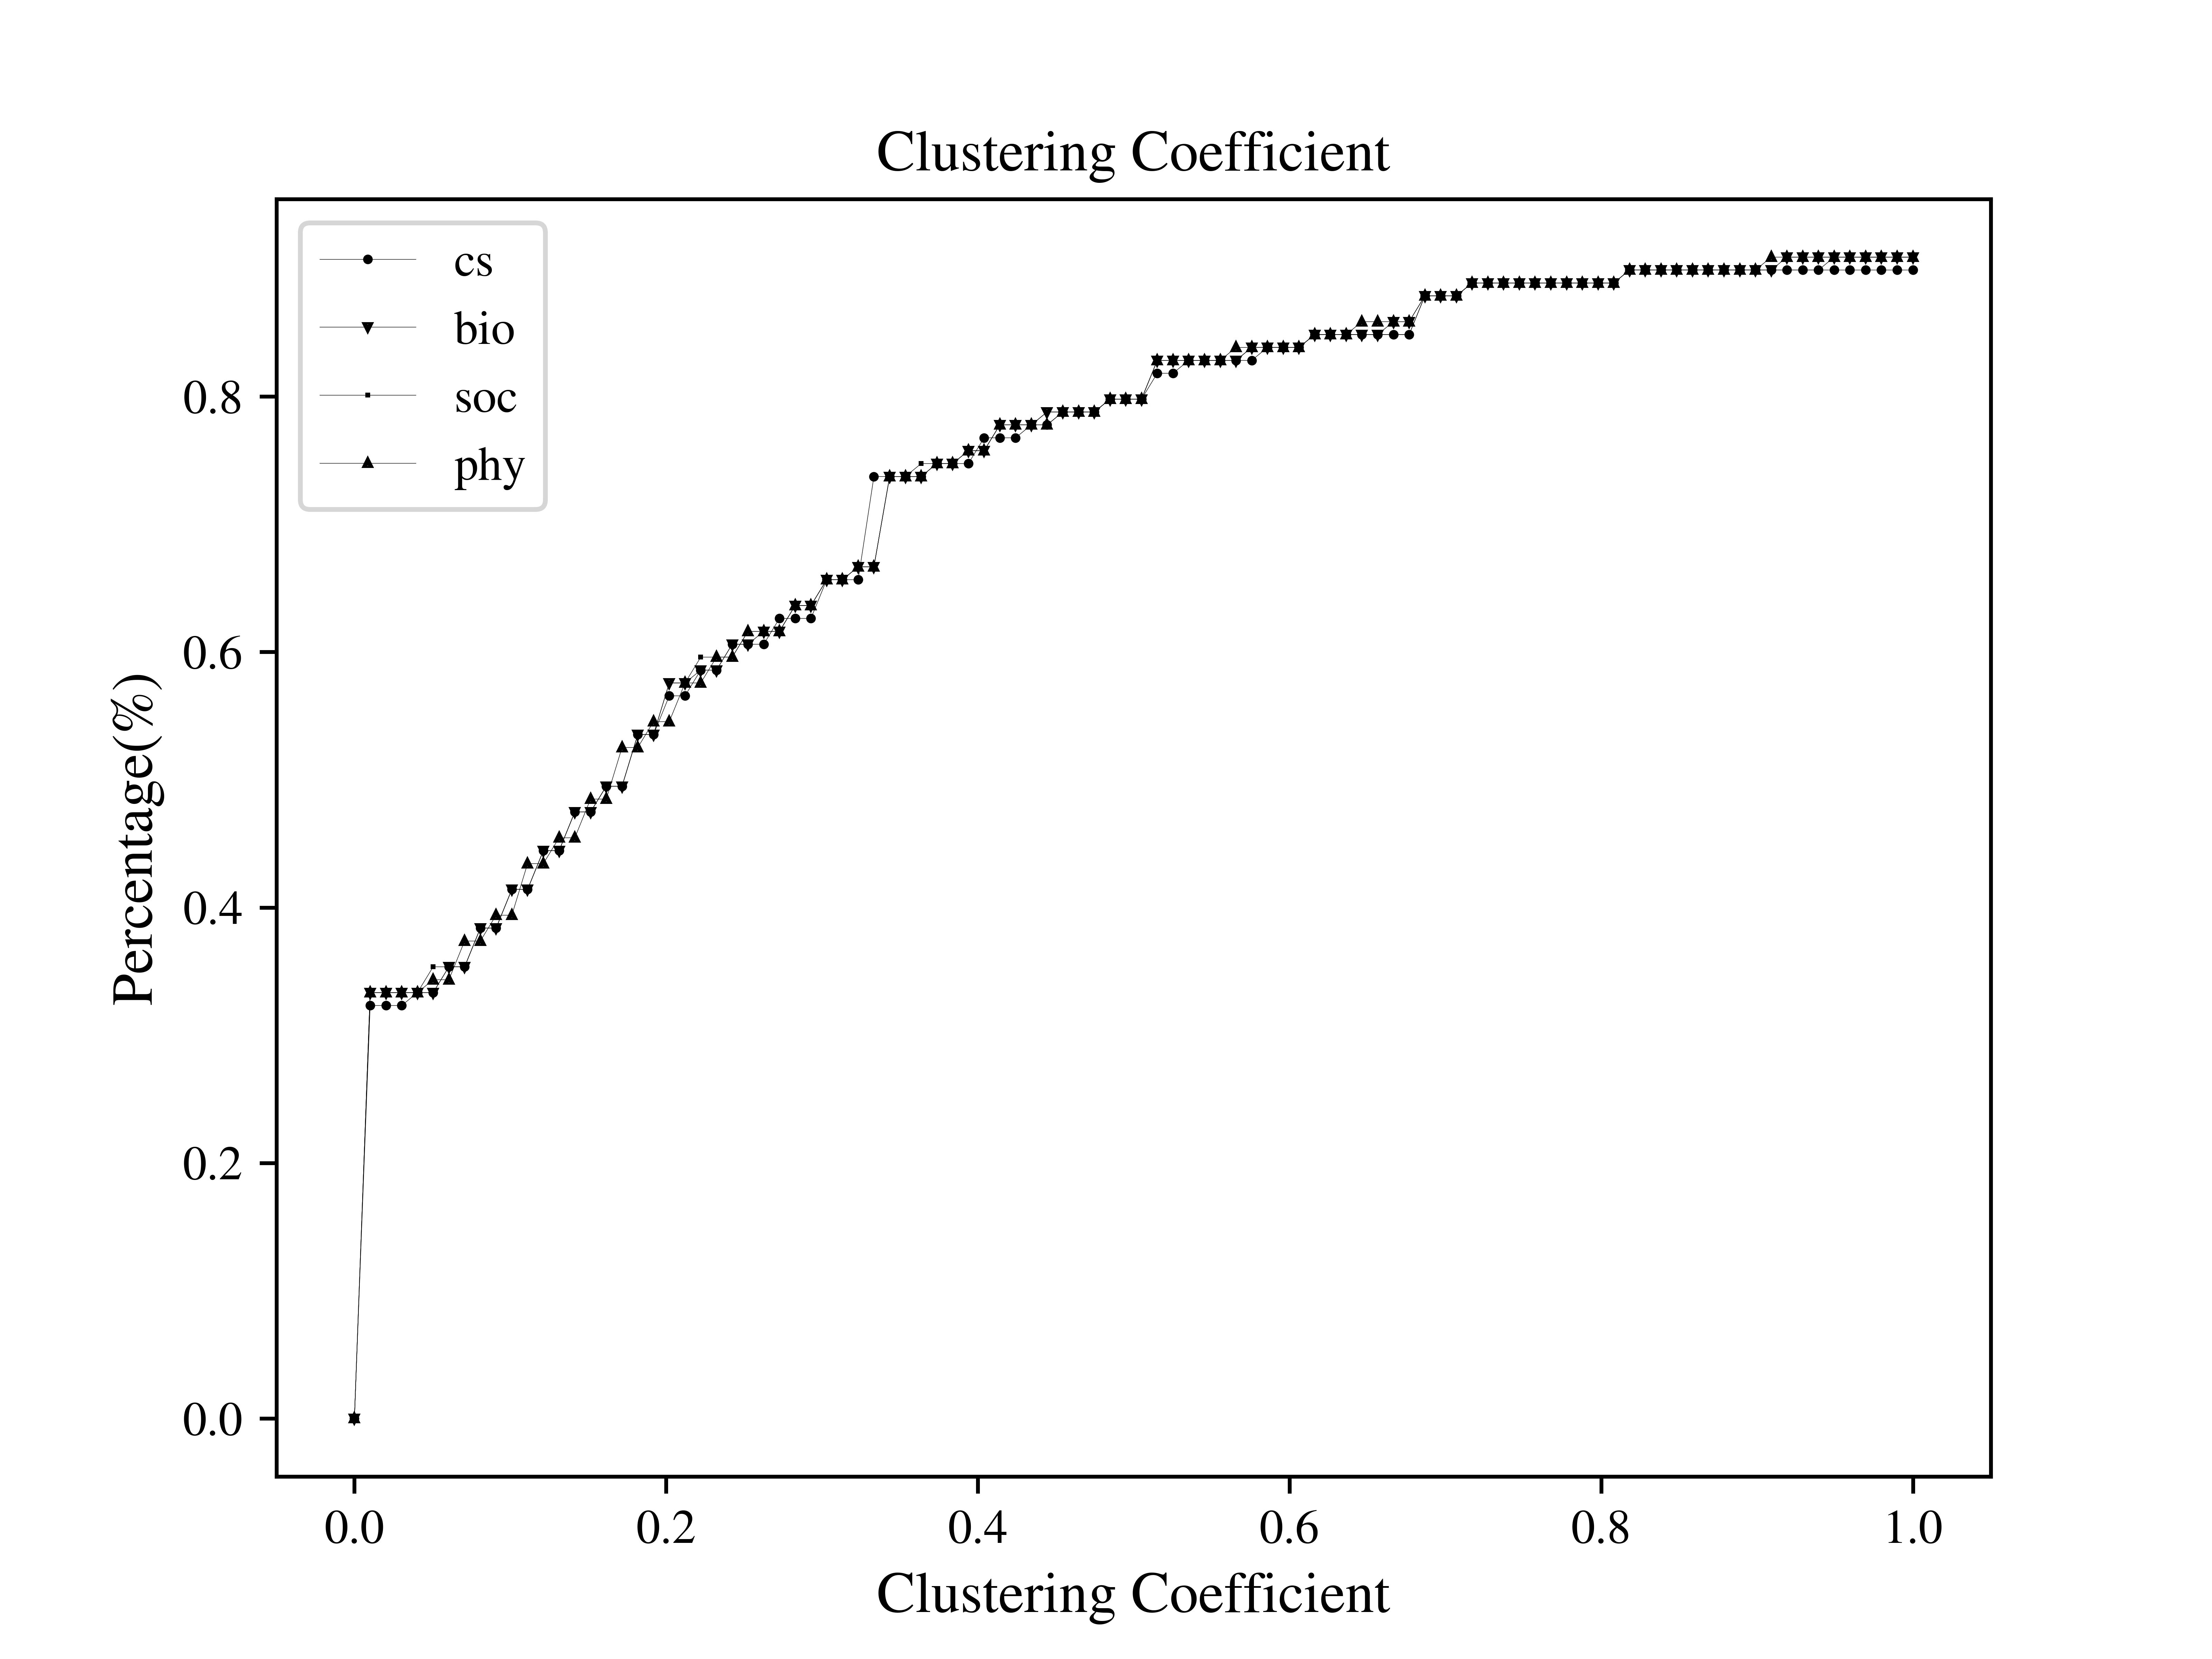 Clustering Coefficient
cs
bio
soc
phy
Percentage(%)
0.8
0.6
0.4
0.2
0.0
0.0 0.2 0.4 0.6 0.8 1.0
Clustering Coefficient